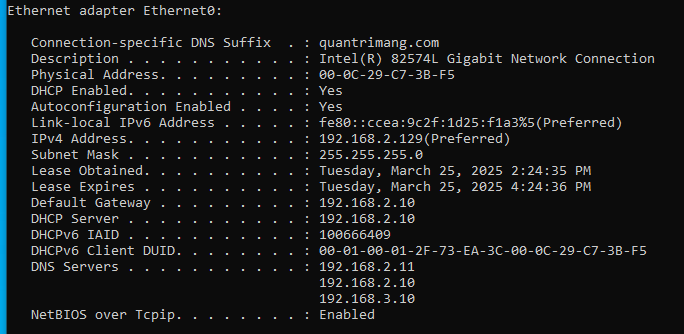 Ethernet adapter Ethernet0:
Connection-specific DNS Suffix . : quantrimang.com
Description . . . . . . . . . . . : Intel(R) 82574L Gigabit Network Connection
Physical Address. . . . . . . . . : 00-0C-29-C7-3B-F5
DHCP Enabled. . . . . . . . . . . : Yes
Autoconfiguration Enabled . . . . : Yes
Link-local IPv6 Address . . . . . : fe80::ccea:9c2f:1d25:f1a3%5(Preferred)
IPv4 Address. . . . . . . . . . . : 192.168.2.129(Preferred)
Subnet Mask . . . . . . . . . . . : 255.255.255.0
Lease Obtained. . . . . . . . . . : Tuesday, March 25, 2025 2:24:35 PM
Lease Expires . . . . . . . . . . : Tuesday, March 25, 2025 4:24:36 PM
Default Gateway . . . . . . . . . : 192.168.2.10
DHCP Server . . . . . . . . . . . : 192.168.2.10
DHCPv6 IAID . . . . . . . . . . . : 100666409
DHCPv6 Client DUID. . . . . . . . : 00-01-00-01-2F-73-EA-3C-00-0C-29-C7-3B-F5
DNS Servers . . . . . . . . . . . : 192.168.2.11
192.168.2.10
192.168.3.10
NetBIOS over Tcpip. . . . . . . . : Enabled